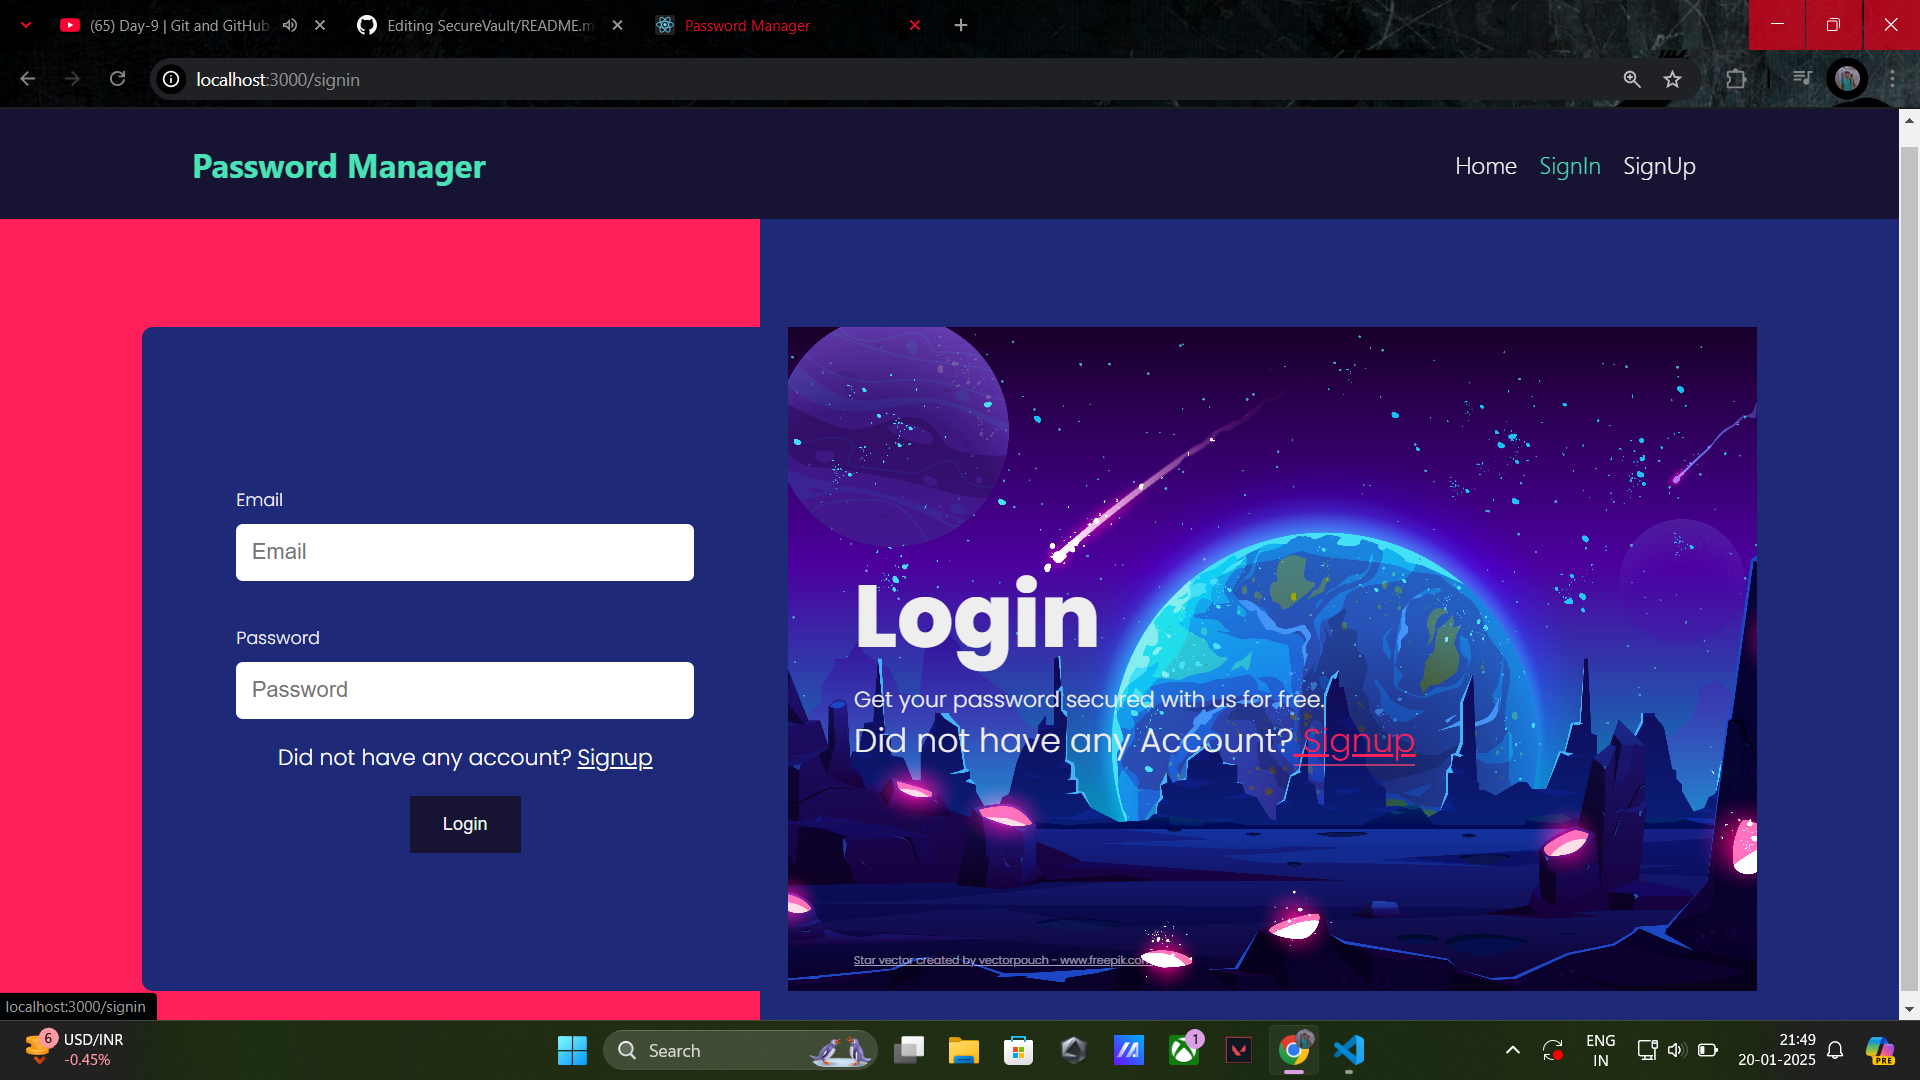 (65) Day-9 | Git and GitHub
Editing SecureVault/README.m
Password Manager
localhost:3000/signin
Password Manager
Home SignIn SignUp
Email
Email
Password
Password
Did not have any account? Signup
Login
Login
Get your password secured with us for free.
Did not have any Account? Signup
Star vector created by vectorpouch - www.freepik.com
localhost:3000/signin
6
USD/INR
-0.45%
Search
1
ENG
IN
21:49
20-01-2025
PRE